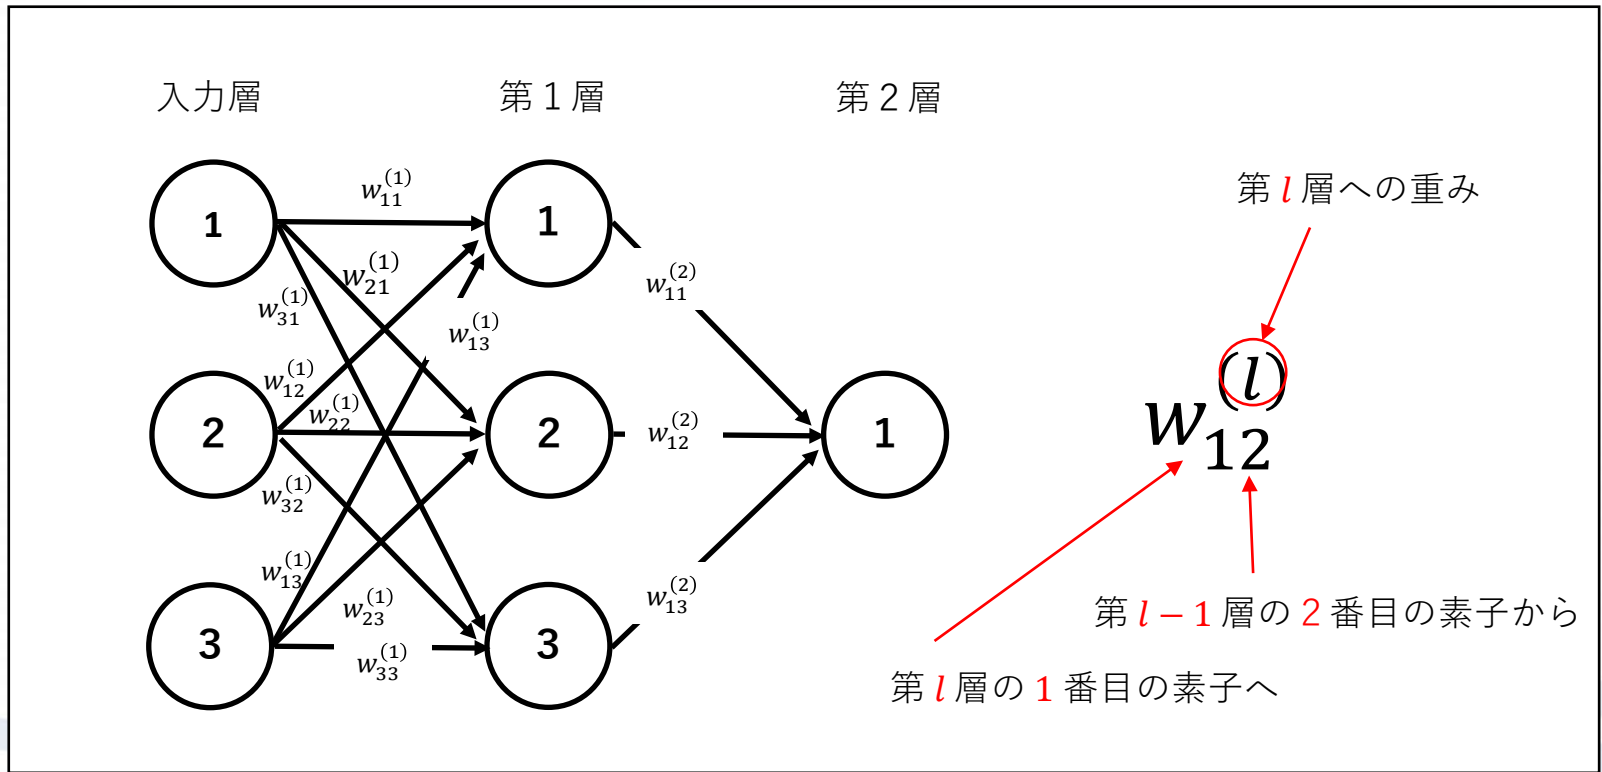 入力層
第１層
第２層
1
2
3
1
2
3
1
w₁₁⁽¹⁾
w₂₁⁽¹⁾
w₃₁⁽¹⁾
w₁₃⁽¹⁾
w₁₂⁽¹⁾
w₂₂⁽¹⁾
w₃₂⁽¹⁾
w₁₃⁽¹⁾
w₂₃⁽¹⁾
w₃₃⁽¹⁾
w₁₁⁽²⁾
w₁₂⁽²⁾
w₁₃⁽²⁾
第 l 層への重み
w₁₂⁽ˡ⁾
第 l − 1 層の 2 番目の素子から
第 l 層の 1 番目の素子へ